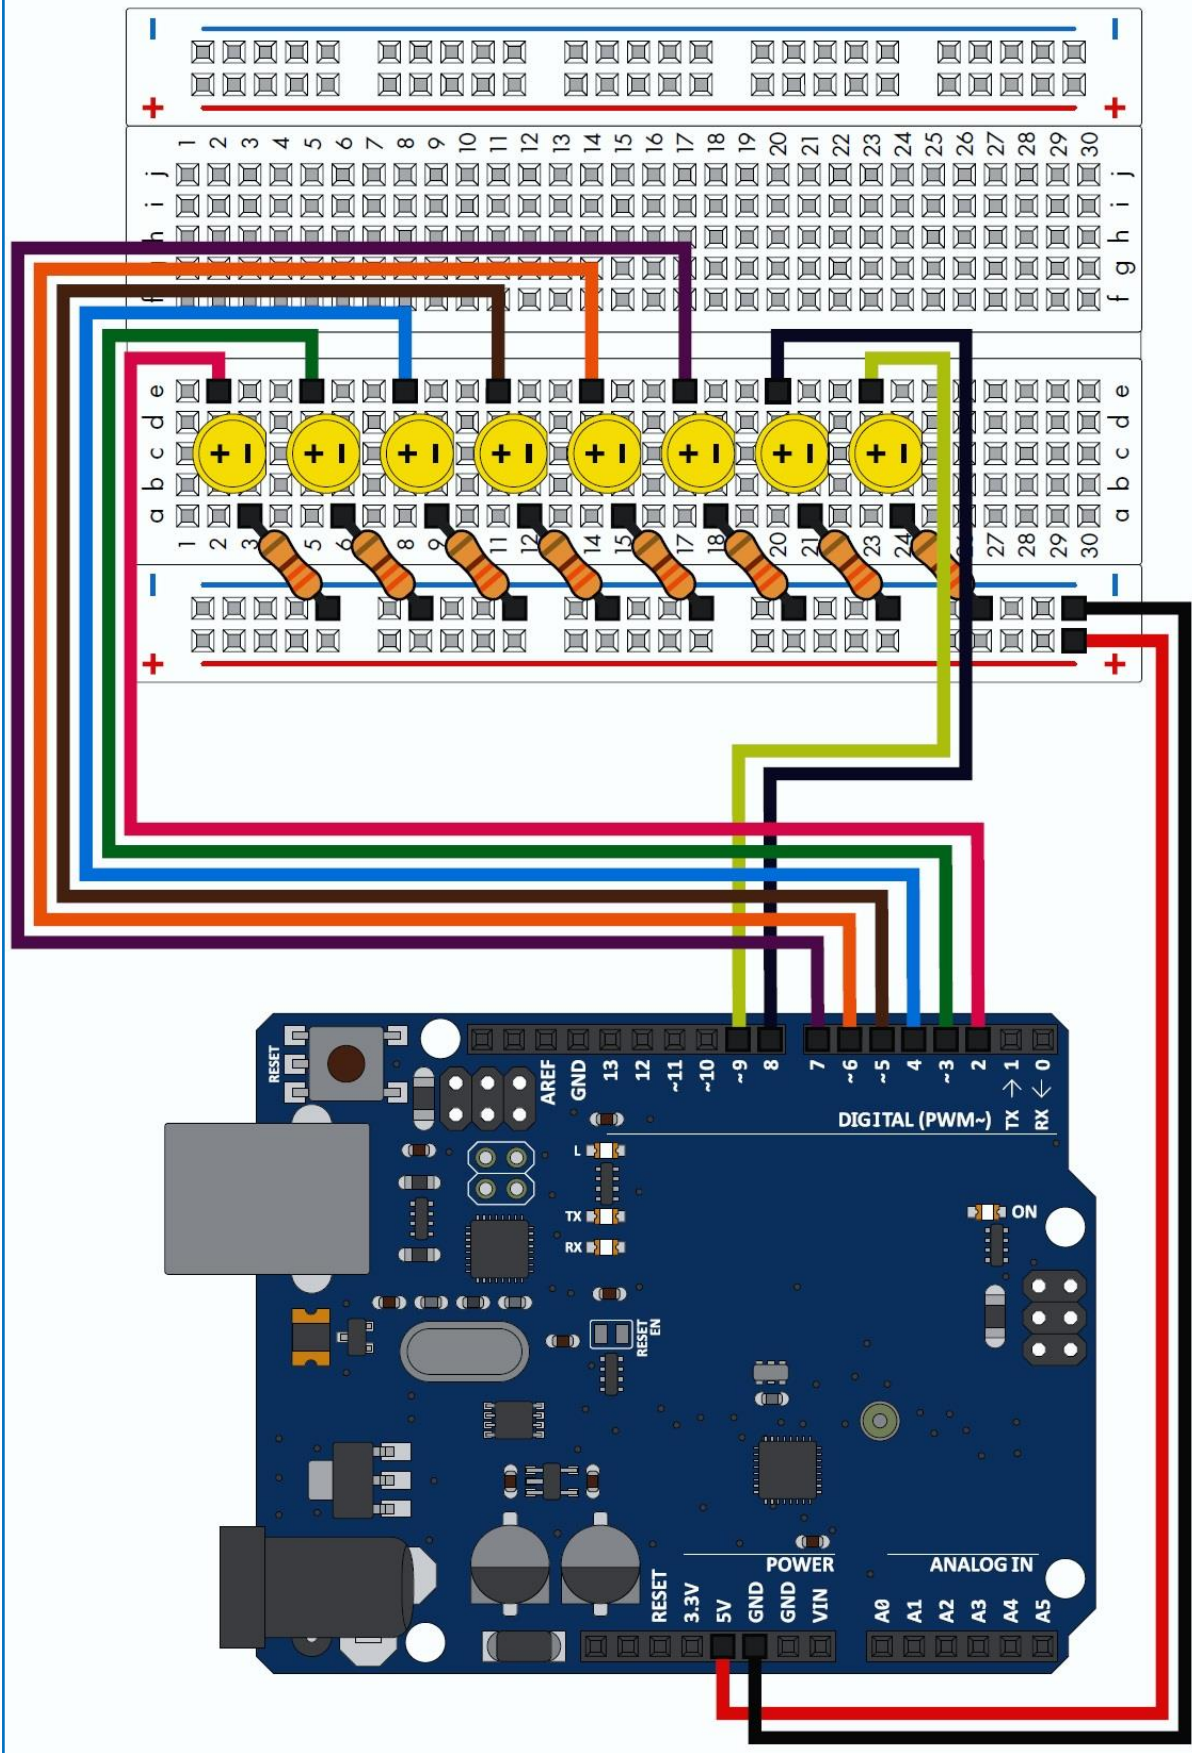 − −
+ +
1 2 3 4 5 6 7 8 9 10 11 12 13 14 15 16 17 18 19 20 21 22 23 24 25 26 27 28 29 30
j j
i i
h h
g
f f
e e
d d
c + − + − + − + − + − + − + − + − c
b b
a a
1 2 3 5 6 8 9 11 12 14 15 17 18 20 21 23 24 27 28 29 30
− −
+ +
RESET
AREF GND 13 12 ~11 ~10 ~9 8 7 ~6 ~5 4 ~3 2 TX→1 RX←0
DIGITAL (PWM~)
L
TX
RX
ON
RESET EN
POWER
ANALOG IN
RESET 3.3V 5V GND GND VIN A0 A1 A2 A3 A4 A5